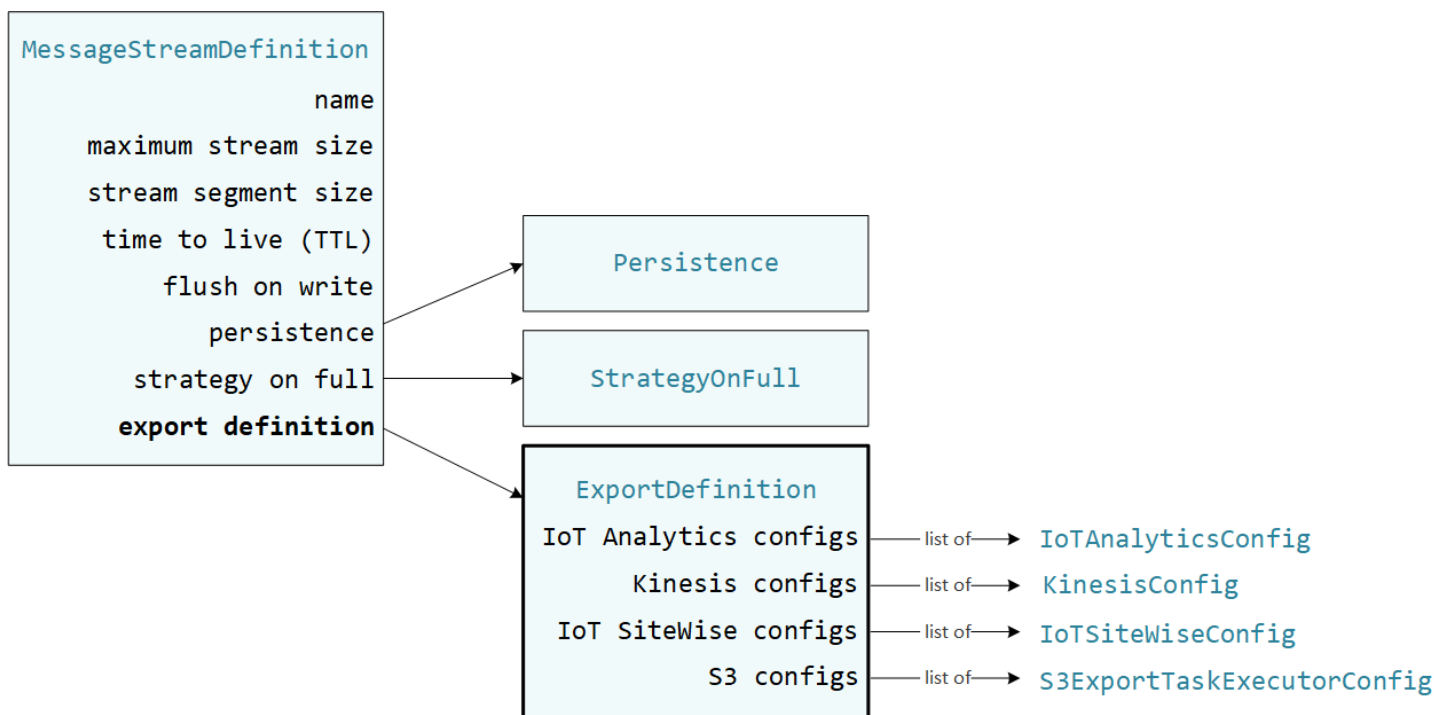 MessageStreamDefinition
name
maximum stream size
stream segment size
time to live (TTL)
flush on write
persistence
strategy on full
export definition
Persistence
StrategyOnFull
ExportDefinition
IoT Analytics configs
list of
IoTAnalyticsConfig
Kinesis configs
list of
KinesisConfig
IoT SiteWise configs
list of
IoTSiteWiseConfig
S3 configs
list of
S3ExportTaskExecutorConfig